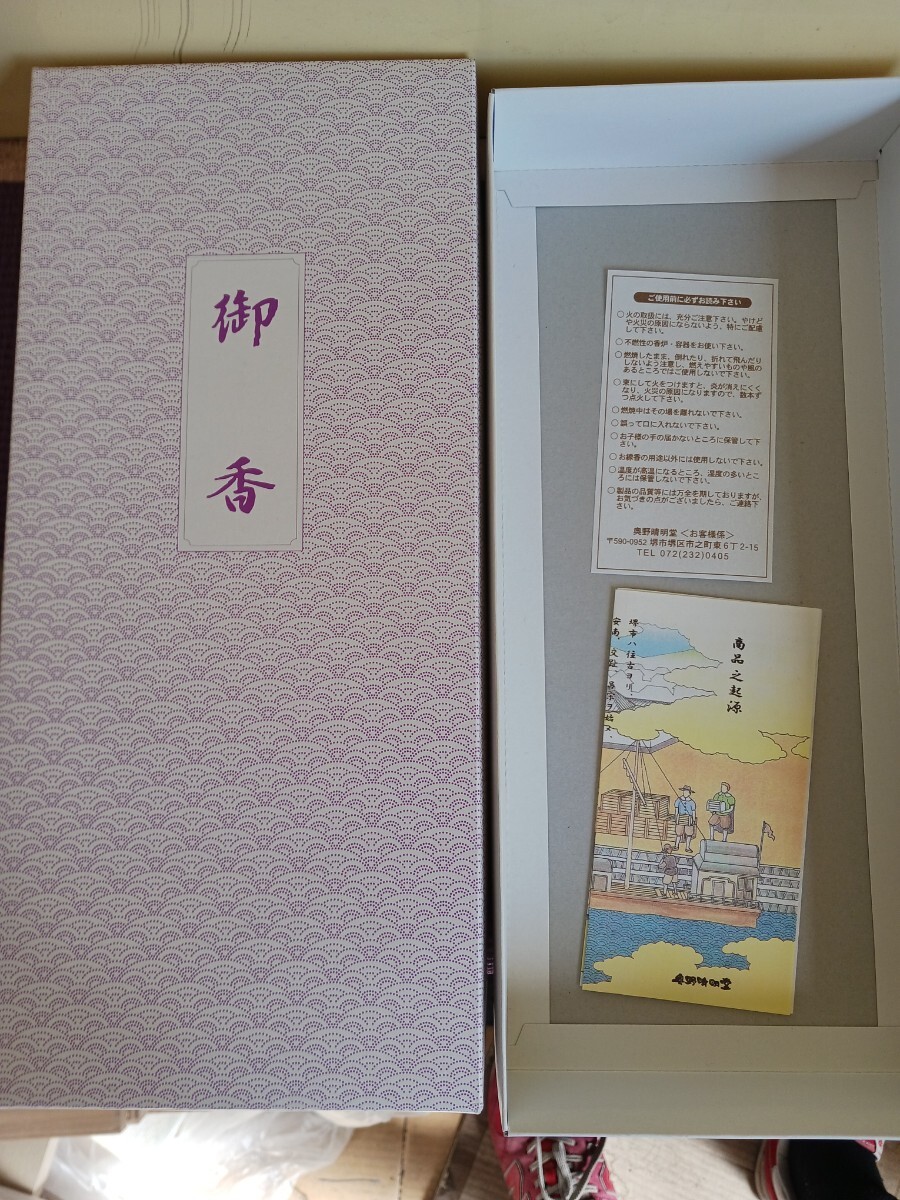 御香
ご使用前に必ずお読み下さい
○火の取扱には、充分ご注意下さい。やけど
や火災の原因にならないよう、特にご配慮
して下さい。
○不燃性の香炉・容器をお使い下さい。
○燃焼したまま、倒れたり、折れて飛んだり
しないよう注意し、燃えやすいものや風の
あるところではご使用しないで下さい。
○束にして火をつけますと、炎が消えにくく
なり、火災の原因になりますので、数本ず
つ点火して下さい。
○燃焼中はその場を離れないで下さい。
○誤って口に入れないで下さい。
○お子様の手の届かないところに保管して下
さい。
○お線香の用途以外には使用しないで下さい。
○温度が高温になるところ、湿度の多いとこ
ろには保管しないで下さい。
○製品の品質等には万全を期しておりますが、
お気づきの点がございましたら、ご連絡下
さい。
奥野晴明堂＜お客様係＞
〒590-0952 堺市堺区市之町東6丁2-15
TEL 072(232)0405
商品之起源
堺市ハ往古ヨリ
安南、交趾
奥野晴明堂